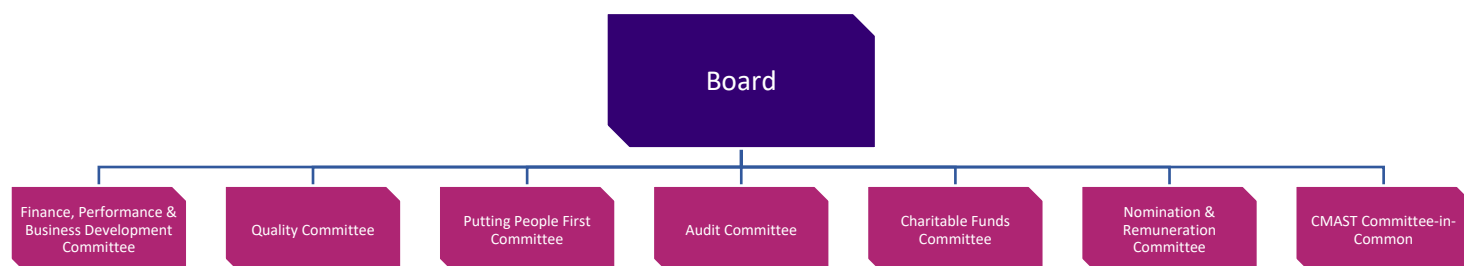 Board
Finance, Performance &
Business Development
Committee
Quality Committee
Putting People First
Committee
Audit Committee
Charitable Funds
Committee
Nomination &
Remuneration
Committee
CMAST Committee-in-
Common